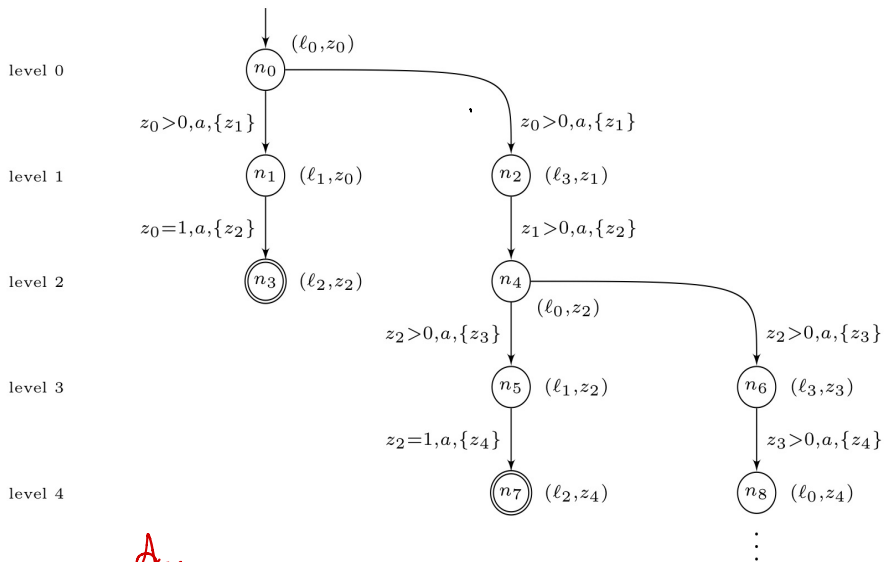 (ℓ₀,z₀)
level 0 n₀
z₀>0,a,{z₁} z₀>0,a,{z₁}
level 1 n₁ (ℓ₁,z₀) n₂ (ℓ₃,z₁)
z₀=1,a,{z₂} z₁>0,a,{z₂}
level 2 n₃ (ℓ₂,z₂) n₄
(ℓ₀,z₂)
z₂>0,a,{z₃} z₂>0,a,{z₃}
level 3 n₅ (ℓ₁,z₂) n₆ (ℓ₃,z₃)
z₂=1,a,{z₄} z₃>0,a,{z₄}
level 4 n₇ (ℓ₂,z₄) n₈ (ℓ₀,z₄)
⋮